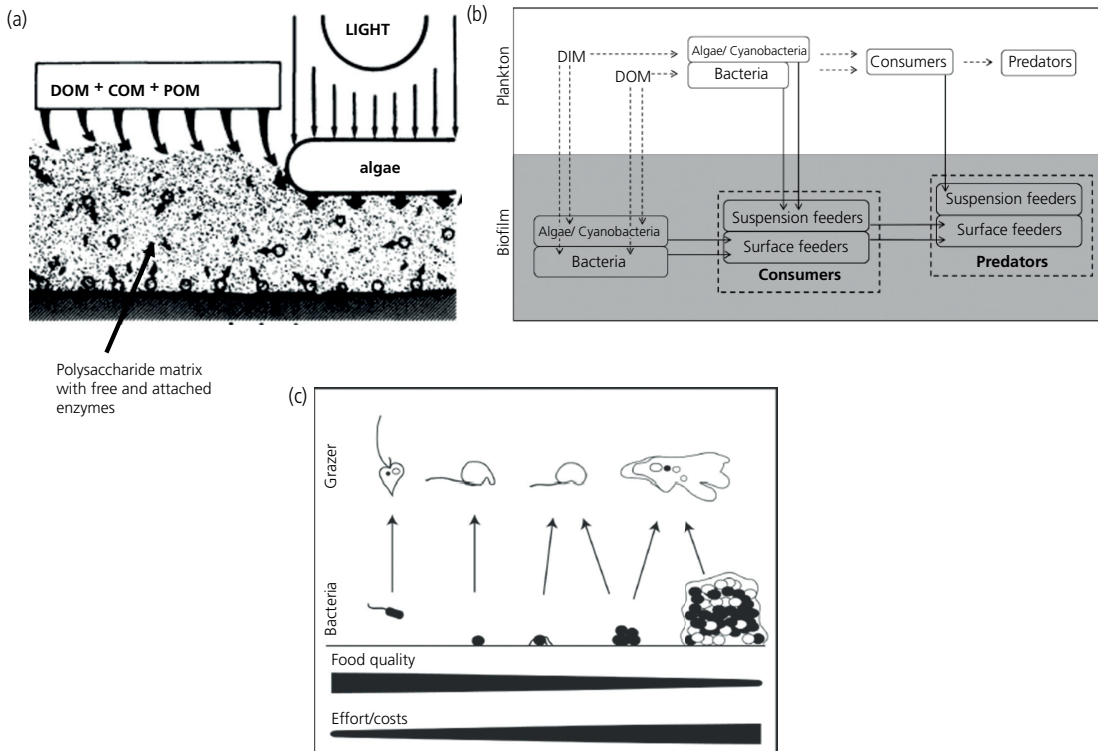 (a)
LIGHT
DOM + COM + POM
algae
Polysaccharide matrix
with free and attached
enzymes
(b)
Plankton
DIM
DOM
Algae/ Cyanobacteria
Bacteria
Consumers
Predators
Biofilm
Algae/ Cyanobacteria
Bacteria
Suspension feeders
Surface feeders
Consumers
Suspension feeders
Surface feeders
Predators
(c)
Grazer
Bacteria
Food quality
Effort/costs